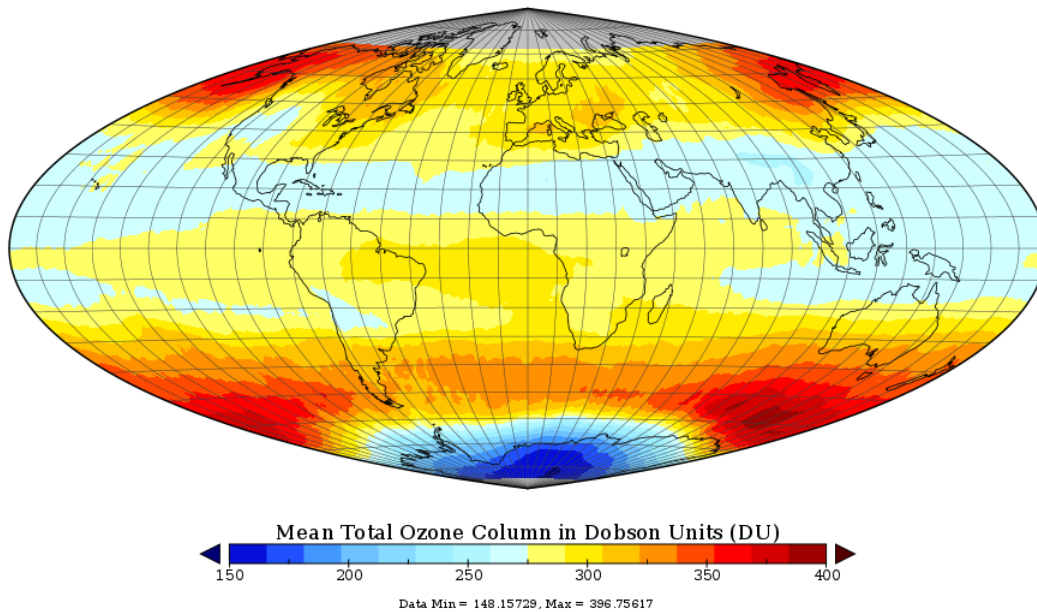 Mean Total Ozone Column in Dobson Units (DU)
150 200 250 300 350 400
Data Min = 148.15729, Max = 396.75617